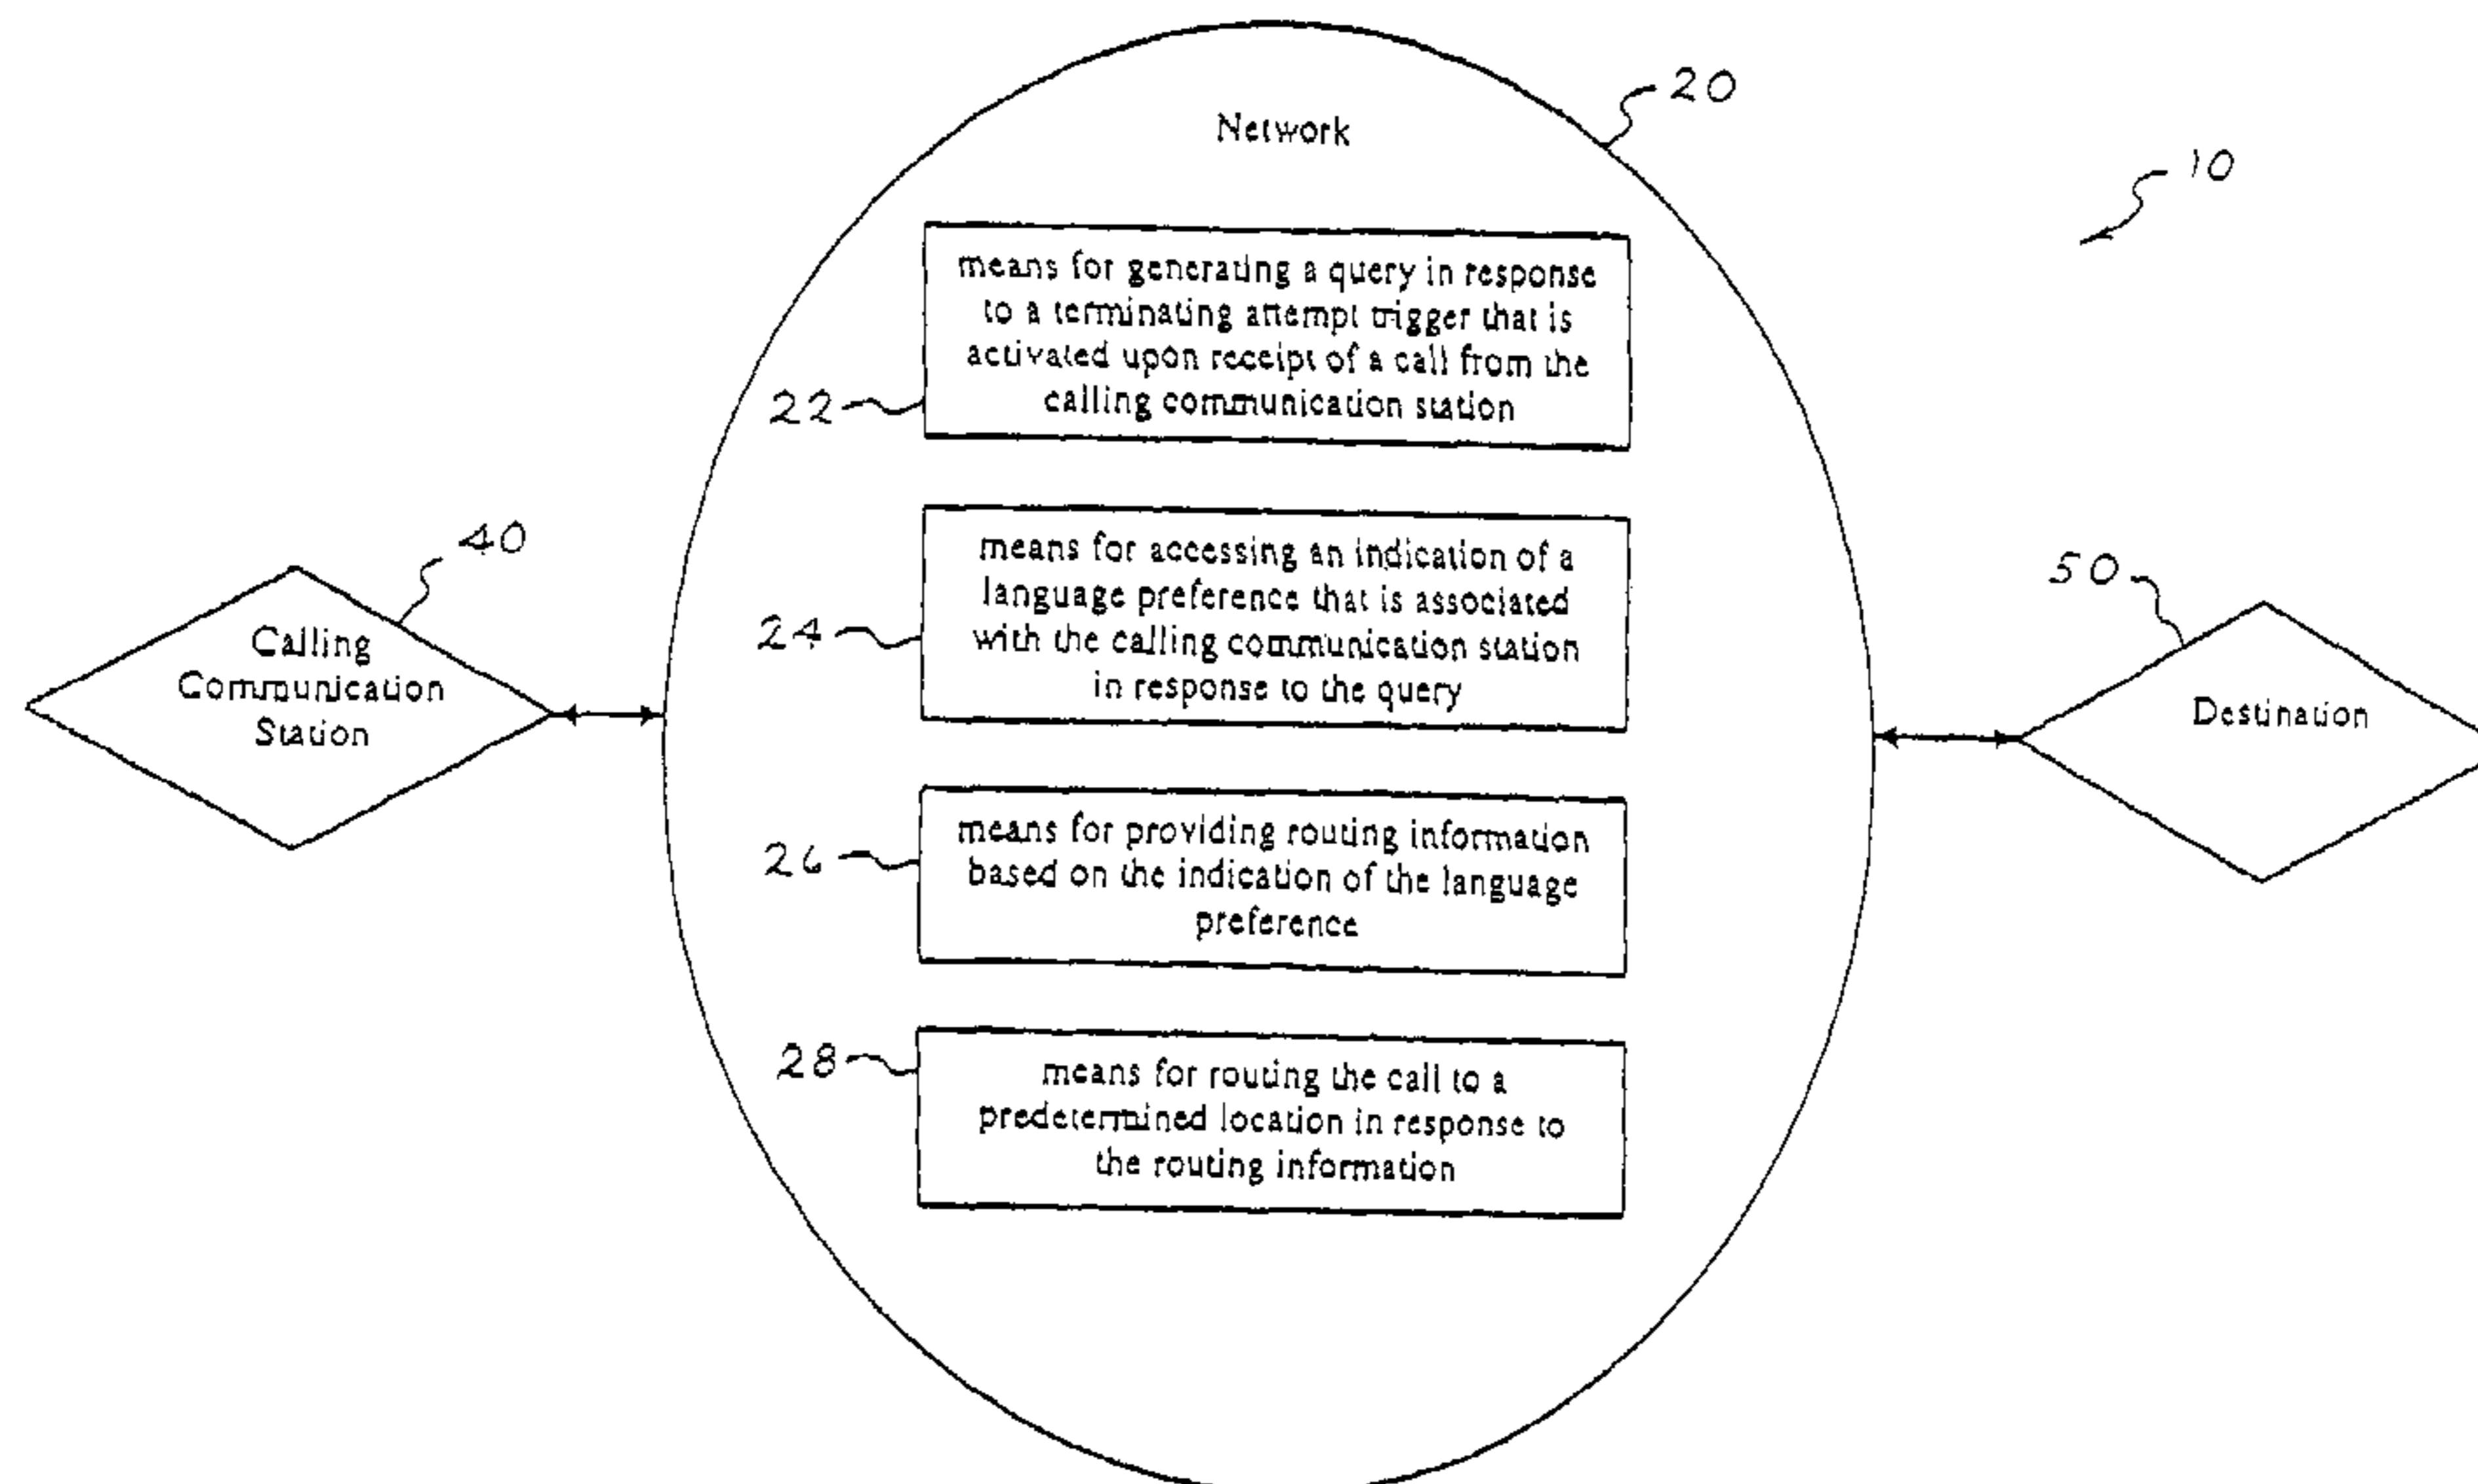 20
Network
10
means for generating a query in response
to a terminating attempt trigger that is
activated upon receipt of a call from the
calling communication station
22
40
means for accessing an indication of a
language preference that is associated
with the calling communication station
in response to the query
24
50
Calling
Communication
Station
Destination
means for providing routing information
based on the indication of the language
preference
26
28
means for routing the call to a
predetermined location in response to
the routing information